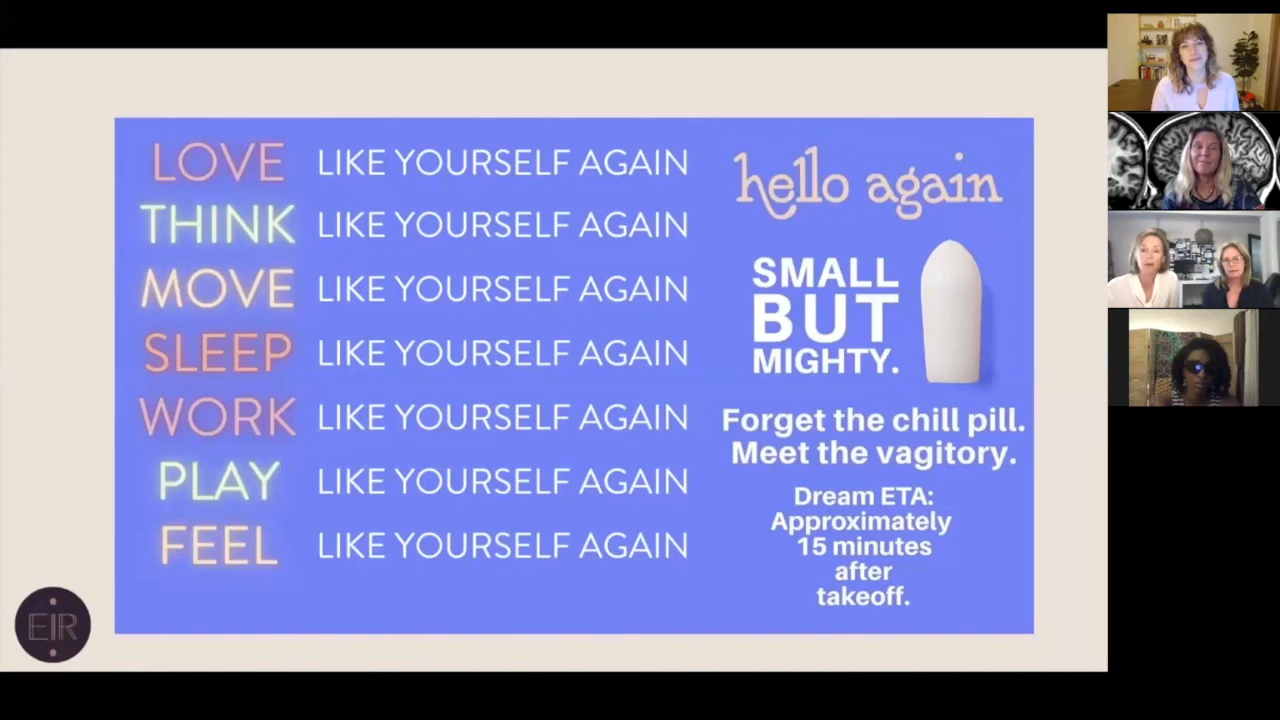 LOVE LIKE YOURSELF AGAIN
THINK LIKE YOURSELF AGAIN
MOVE LIKE YOURSELF AGAIN
SLEEP LIKE YOURSELF AGAIN
WORK LIKE YOURSELF AGAIN
PLAY LIKE YOURSELF AGAIN
FEEL LIKE YOURSELF AGAIN
hello again
SMALL
BUT
MIGHTY.
Forget the chill pill.
Meet the vagitory.
Dream ETA:
Approximately
15 minutes
after
takeoff.
EIR